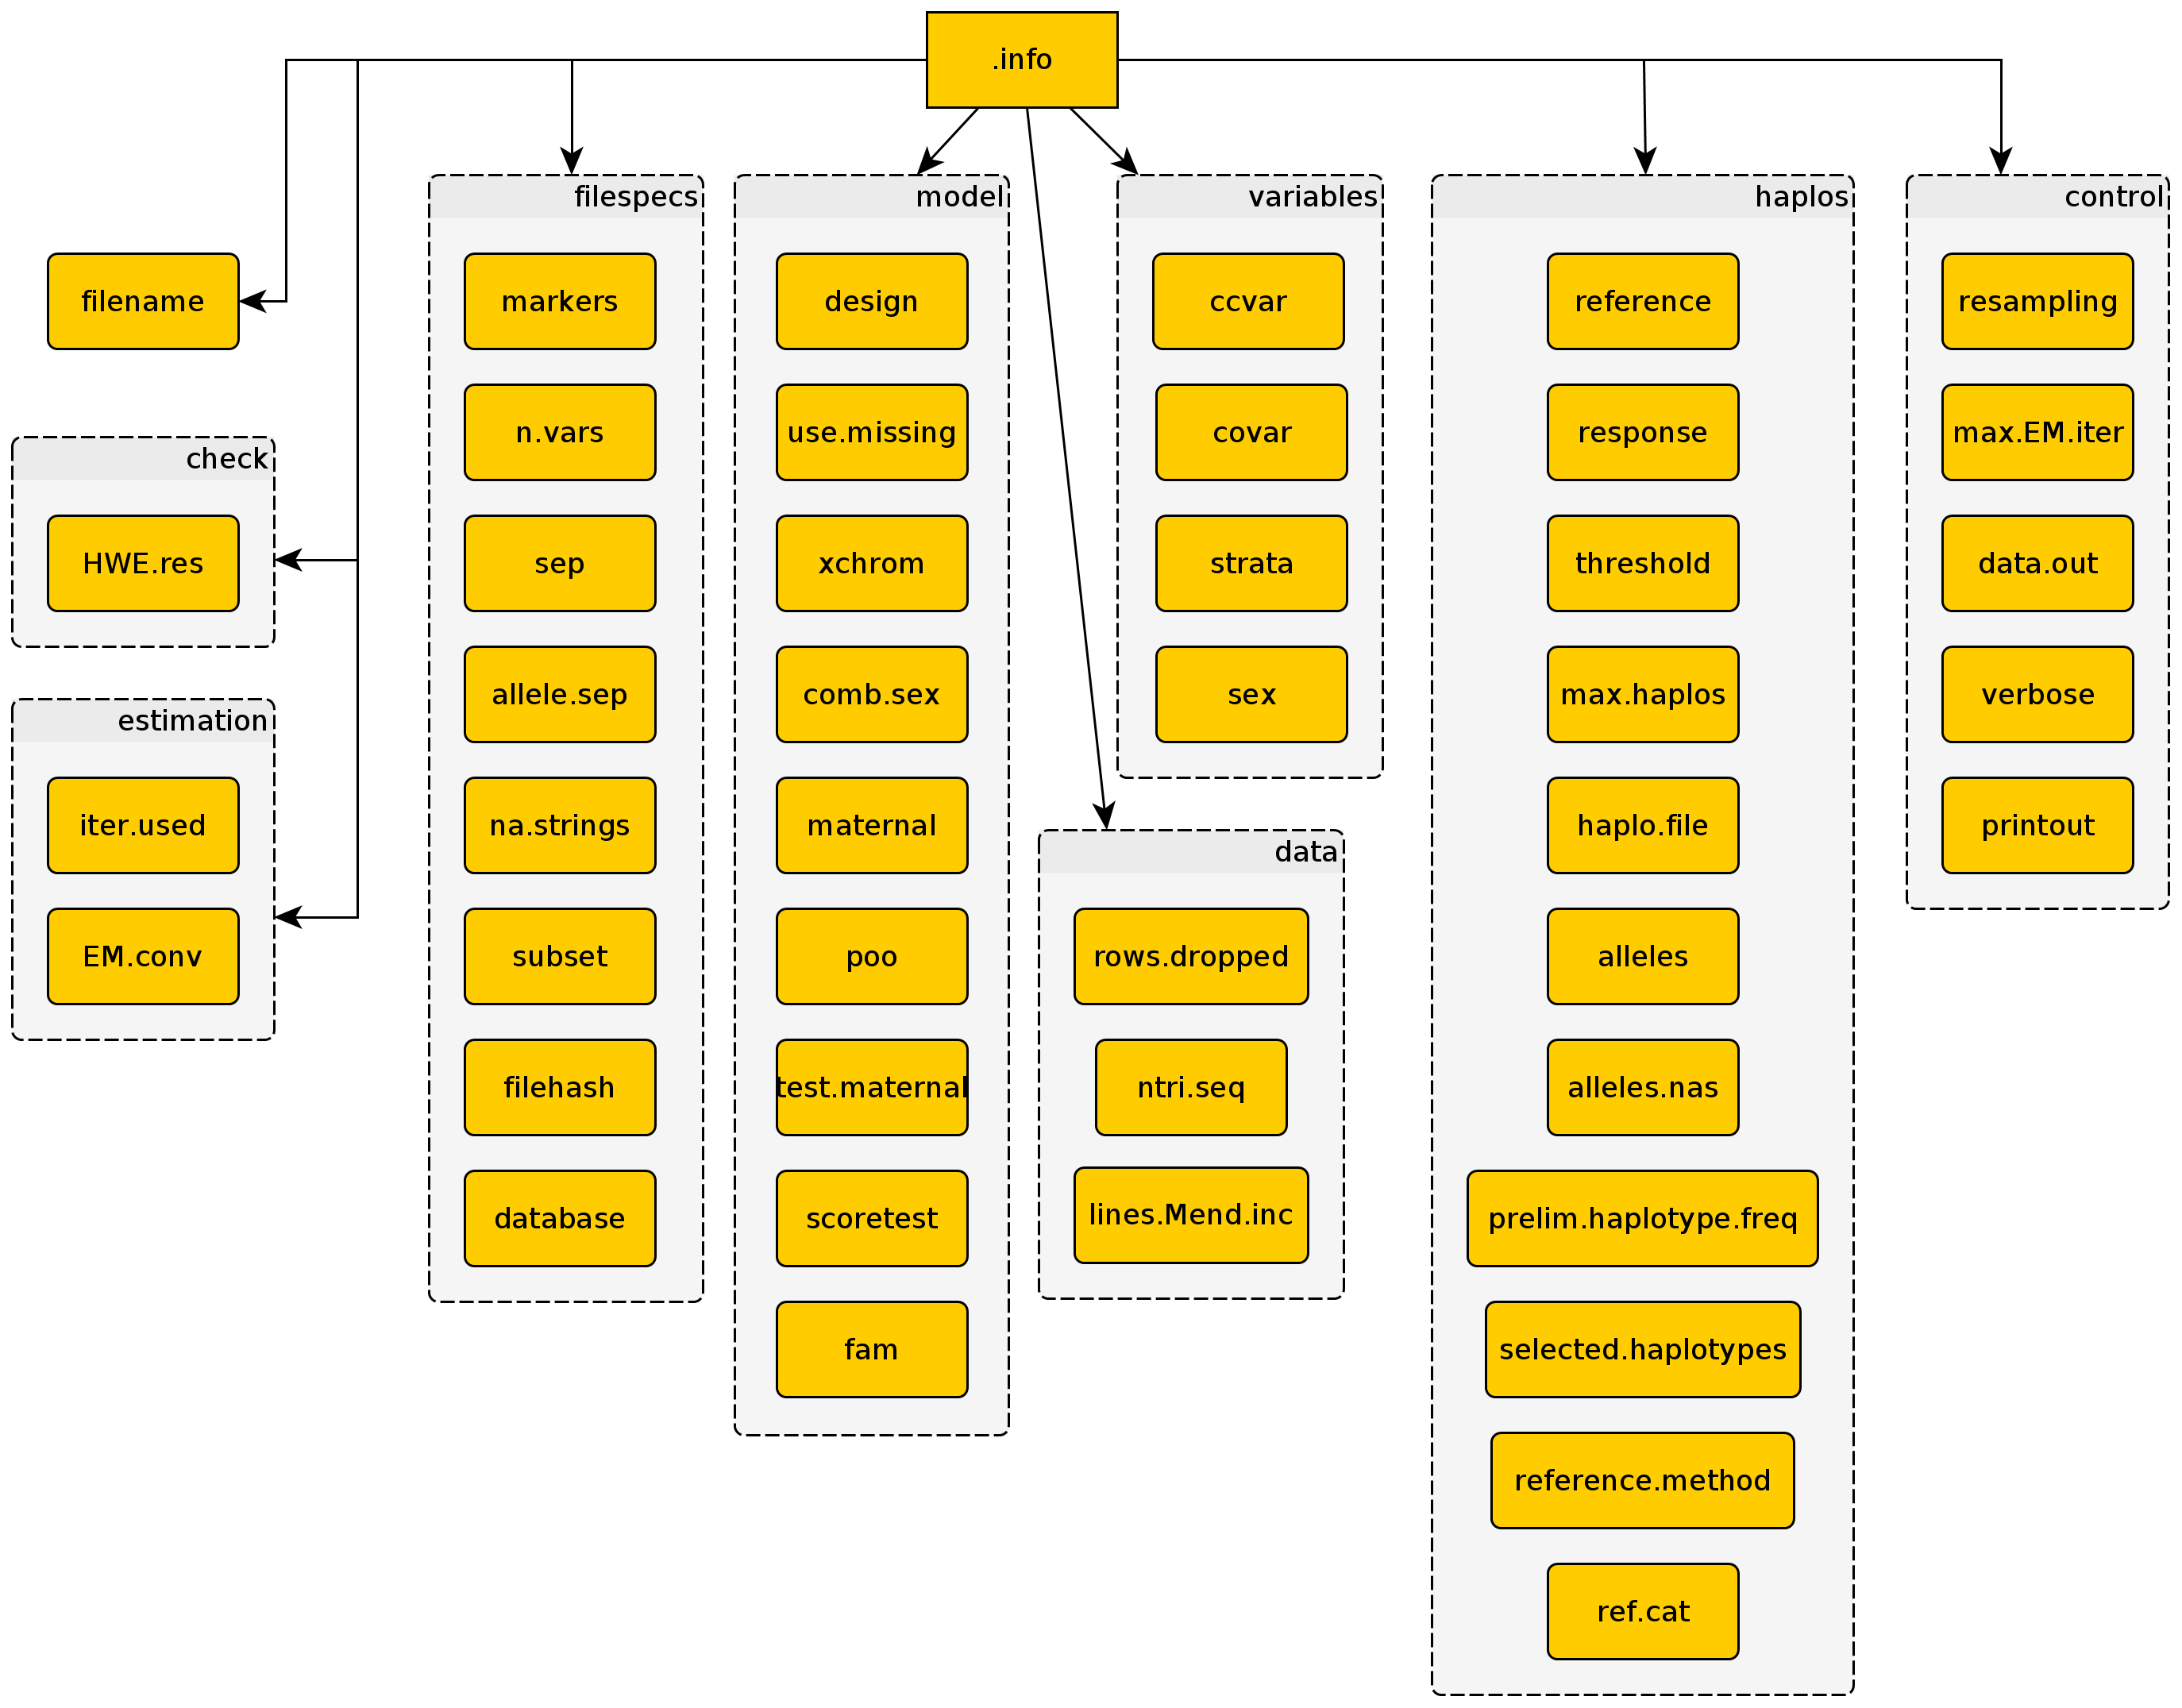 .info
filename
check
HWE.res
estimation
iter.used
EM.conv
filespecs
markers
n.vars
sep
allele.sep
na.strings
subset
filehash
database
model
design
use.missing
xchrom
comb.sex
maternal
poo
test.maternal
scoretest
fam
variables
ccvar
covar
strata
sex
data
rows.dropped
ntri.seq
lines.Mend.inc
haplos
reference
response
threshold
max.haplos
haplo.file
alleles
alleles.nas
prelim.haplotype.freq
selected.haplotypes
reference.method
ref.cat
control
resampling
max.EM.iter
data.out
verbose
printout